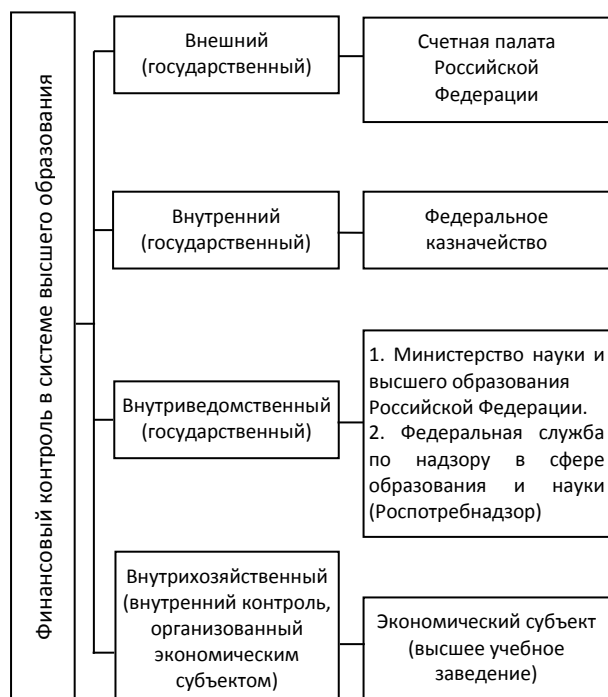 Финансовый контроль в системе высшего образования
Внешний
(государственный)
Счетная палата
Российской
Федерации
Внутренний
(государственный)
Федеральное
казначейство
Внутриведомственный
(государственный)
1. Министерство науки и
высшего образования
Российской Федерации.
2. Федеральная служба
по надзору в сфере
образования и науки
(Роспотребнадзор)
Внутрихозяйственный
(внутренний контроль,
организованный
экономическим
субъектом)
Экономический субъект
(высшее учебное
заведение)